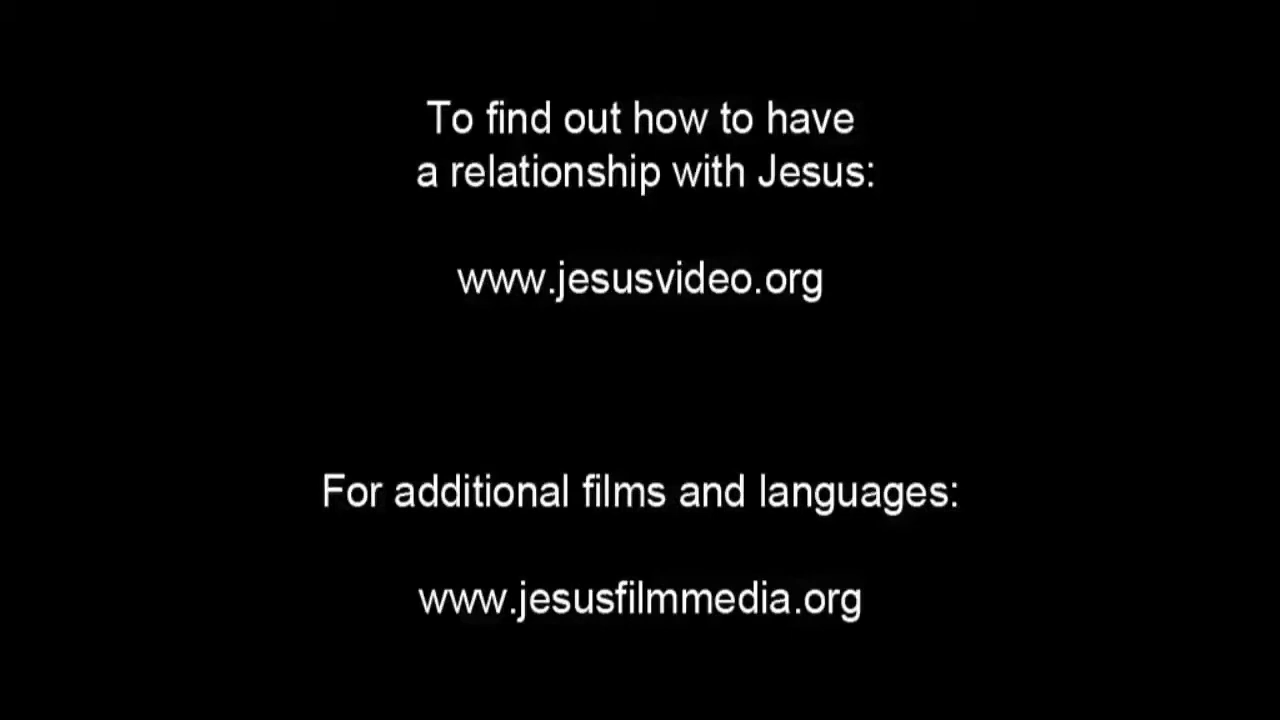 To find out how to have
a relationship with Jesus:
www.jesusvideo.org
For additional films and languages:
www.jesusfilmmedia.org